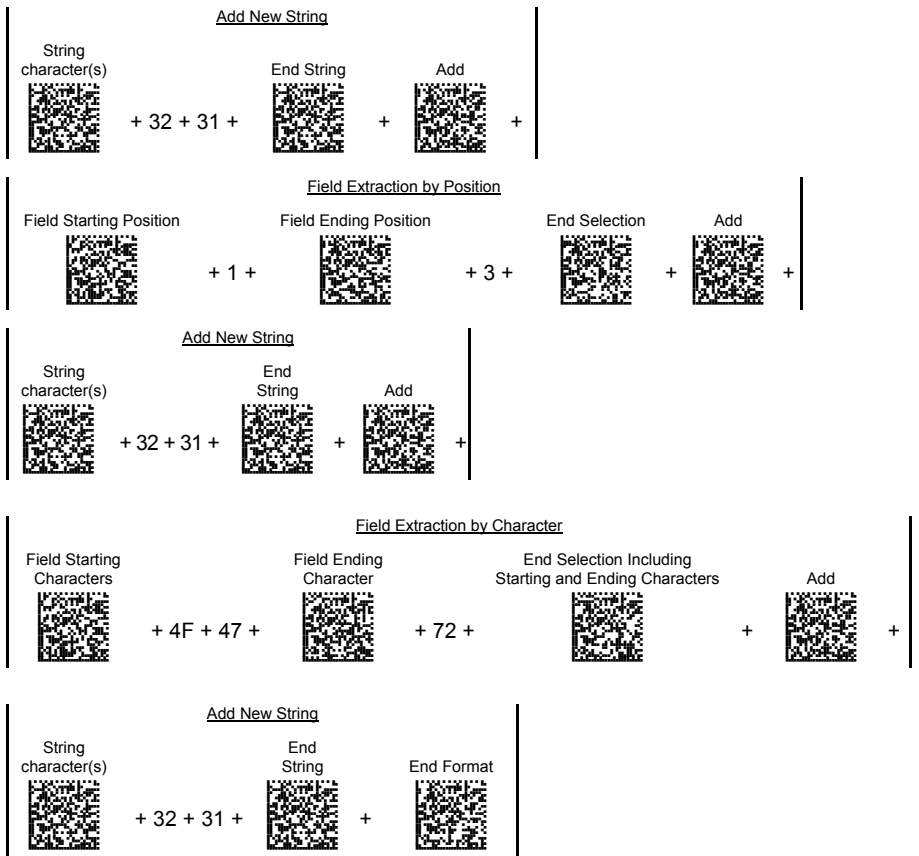 Add New String
String
character(s) End String Add
+ 32 + 31 + + +
Field Extraction by Position
Field Starting Position Field Ending Position End Selection Add
+ 1 + + 3 + + +
Add New String
String End
character(s) String Add
+ 32 + 31 + + +
Field Extraction by Character
Field Starting Field Ending End Selection Including
Characters Character Starting and Ending Characters Add
+ 4F + 47 + + 72 + + +
Add New String
String End
character(s) String End Format
+ 32 + 31 + +